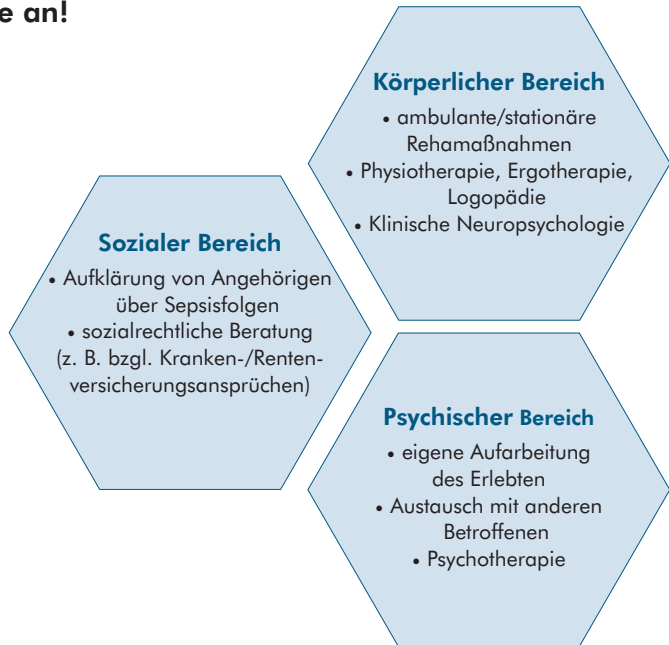 e an!
Körperlicher Bereich
• ambulante/stationäre
Rehamaßnahmen
• Physiotherapie, Ergotherapie,
Logopädie
• Klinische Neuropsychologie
Sozialer Bereich
• Aufklärung von Angehörigen
über Sepsisfolgen
• sozialrechtliche Beratung
(z. B. bzgl. Kranken-/Renten-
versicherungsansprüchen)
Psychischer Bereich
• eigene Aufarbeitung
des Erlebten
• Austausch mit anderen
Betroffenen
• Psychotherapie